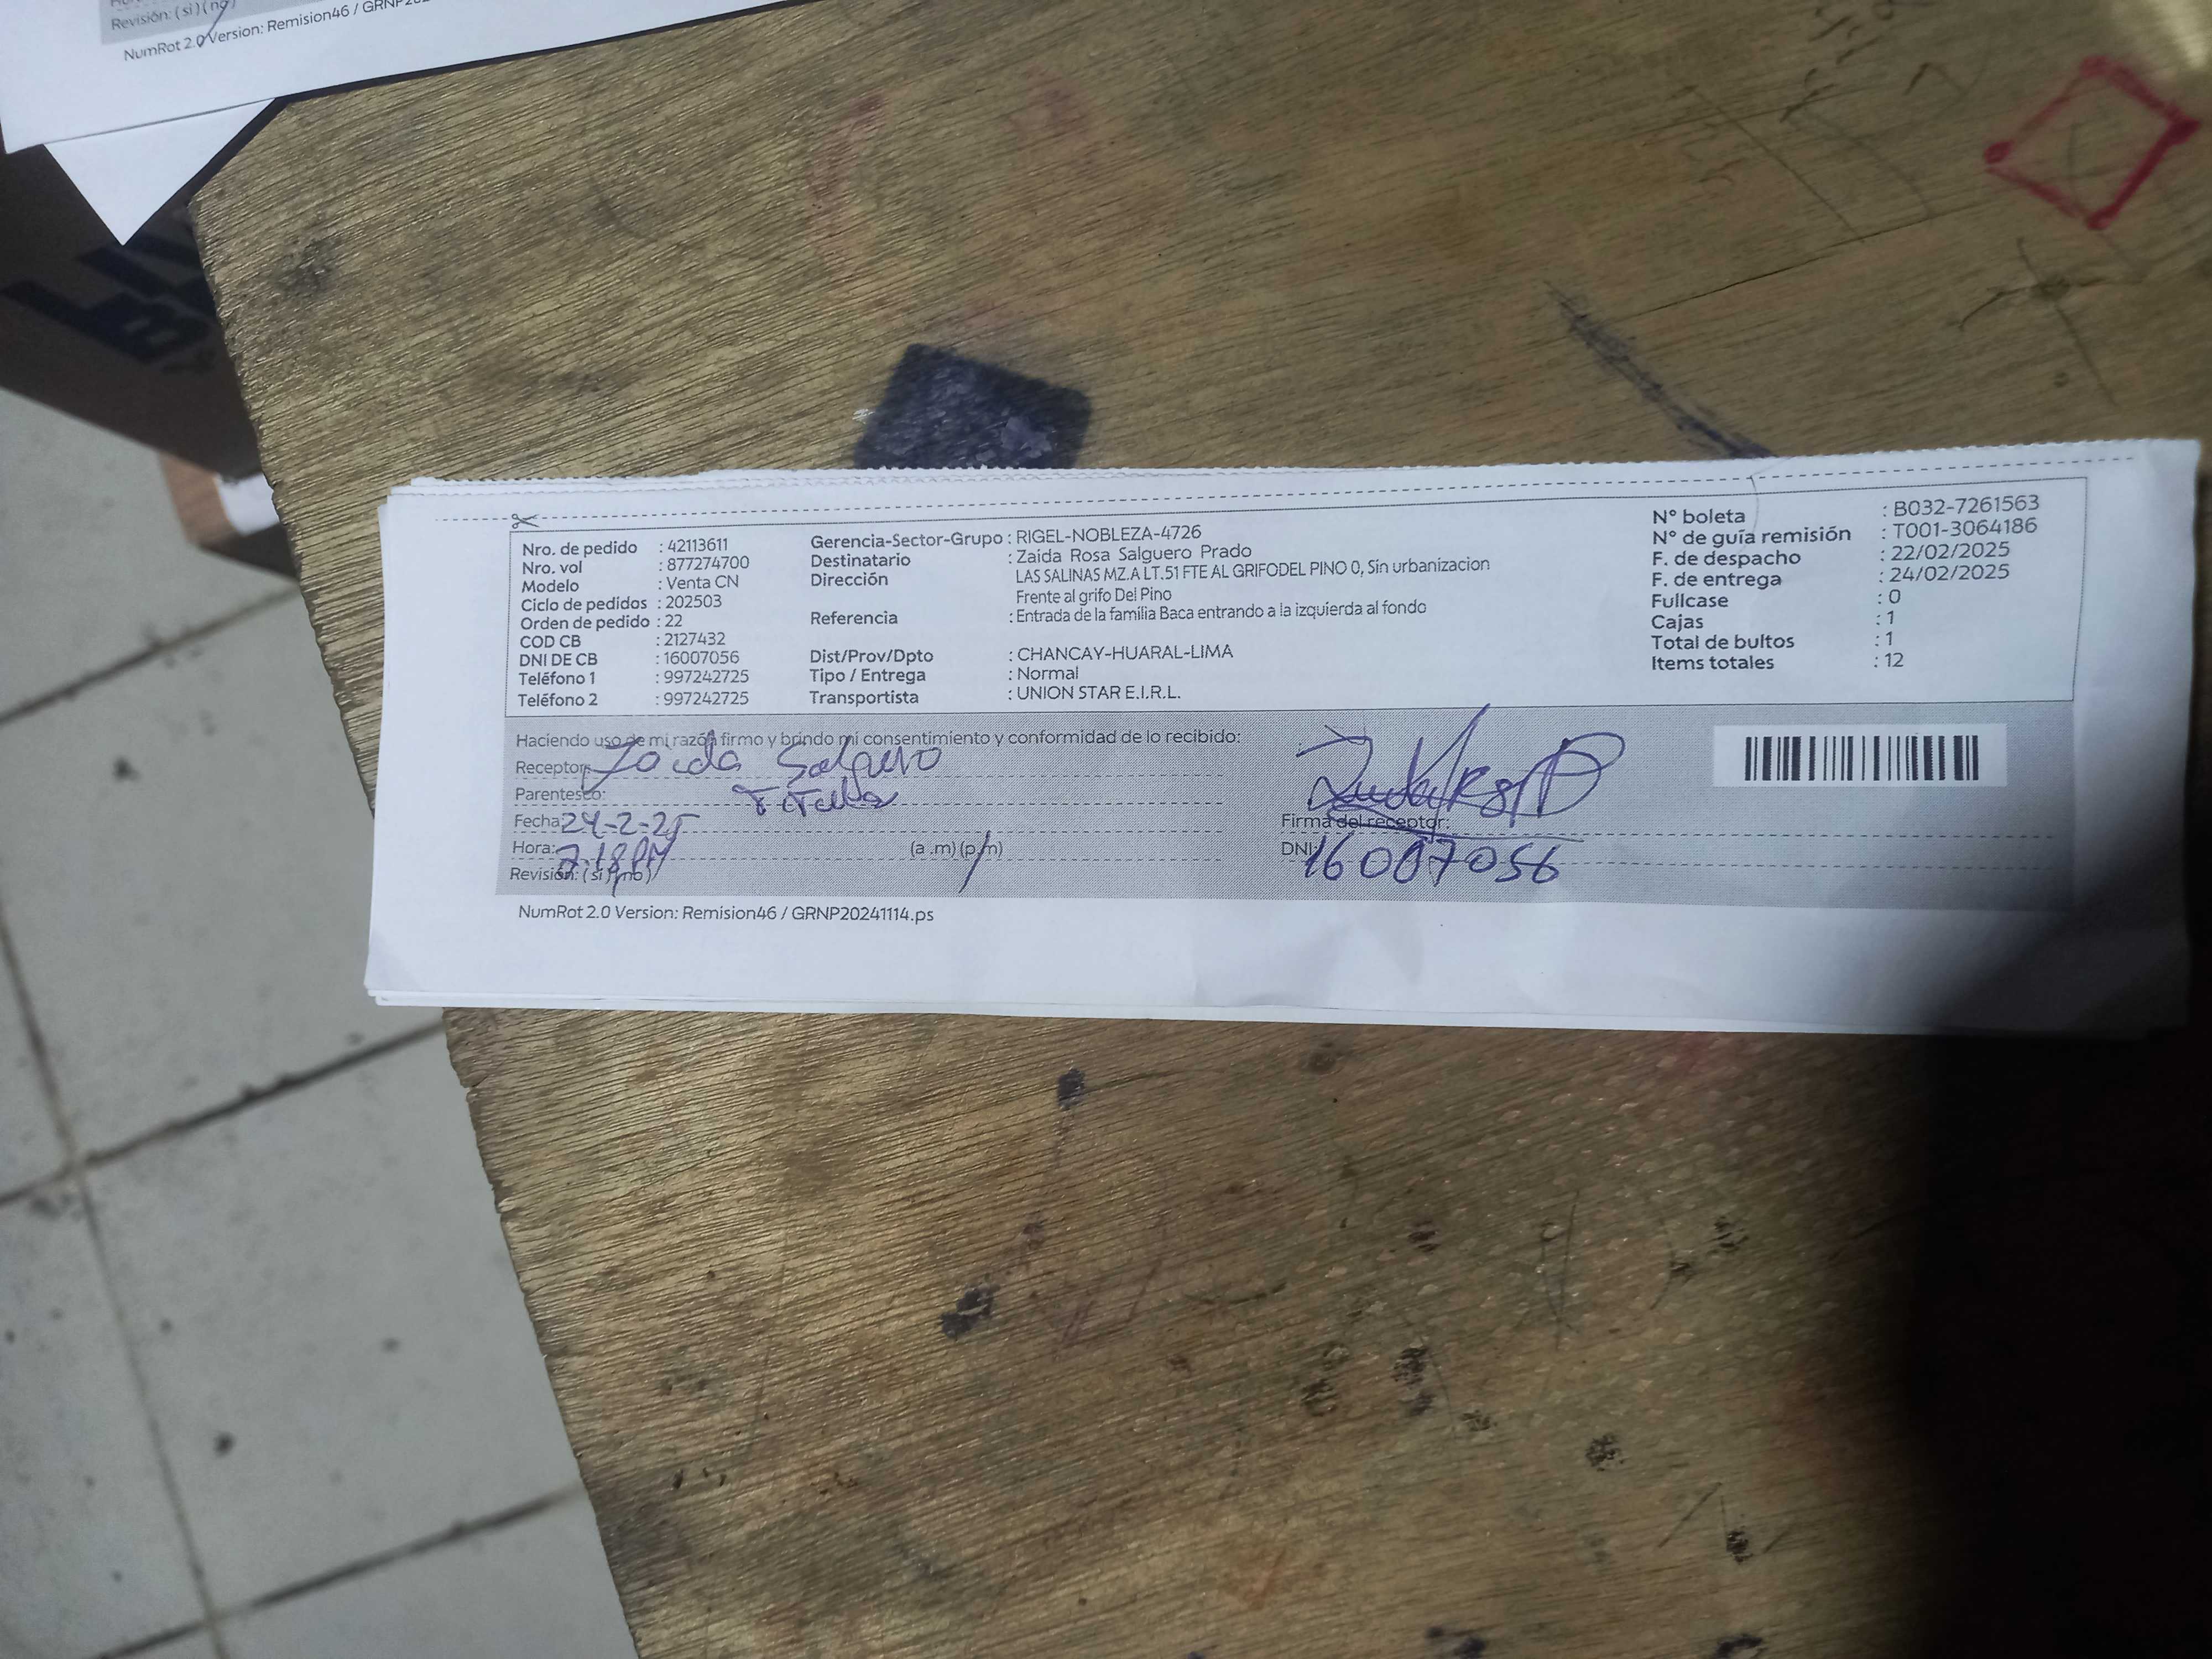 Revisión: (si)(no)
NumRot 2.0 Version: Remision46 /
Nro. de pedido : 42113611
Nro. vol : 877274700
Modelo : Venta CN
Ciclo de pedidos : 202503
Orden de pedido : 22
COD CB : 2127432
DNI DE CB : 16007056
Teléfono 1 : 997242725
Teléfono 2 : 997242725
Gerencia-Sector-Grupo : RIGEL-NOBLEZA-4726
Destinatario : Zaida Rosa Salguero Prado
Dirección LAS SALINAS MZ.A LT.51 FTE AL GRIFODEL PINO 0, Sin urbanizacion
Frente al grifo Del Pino
Referencia : Entrada de la familia Baca entrando a la izquierda al fondo
Dist/Prov/Dpto : CHANCAY-HUARAL-LIMA
Tipo / Entrega : Normal
Transportista : UNION STAR E.I.R.L.
N° boleta : B032-7261563
N° de guía remisión : T001-3064186
F. de despacho : 22/02/2025
F. de entrega : 24/02/2025
Fullcase : 0
Cajas : 1
Total de bultos : 1
Items totales : 12
Haciendo uso de mi razón firmo y brindo mi consentimiento y conformidad de lo recibido:
Receptor: Zaida Salguero
Parentesco: Titular
Fecha: 24-2-25
Hora: 2:18 PM (a.m) (p.m)
Revisión: (si) (no)
Firma del receptor:
DNI: 16007056
NumRot 2.0 Version: Remision46 / GRNP20241114.ps